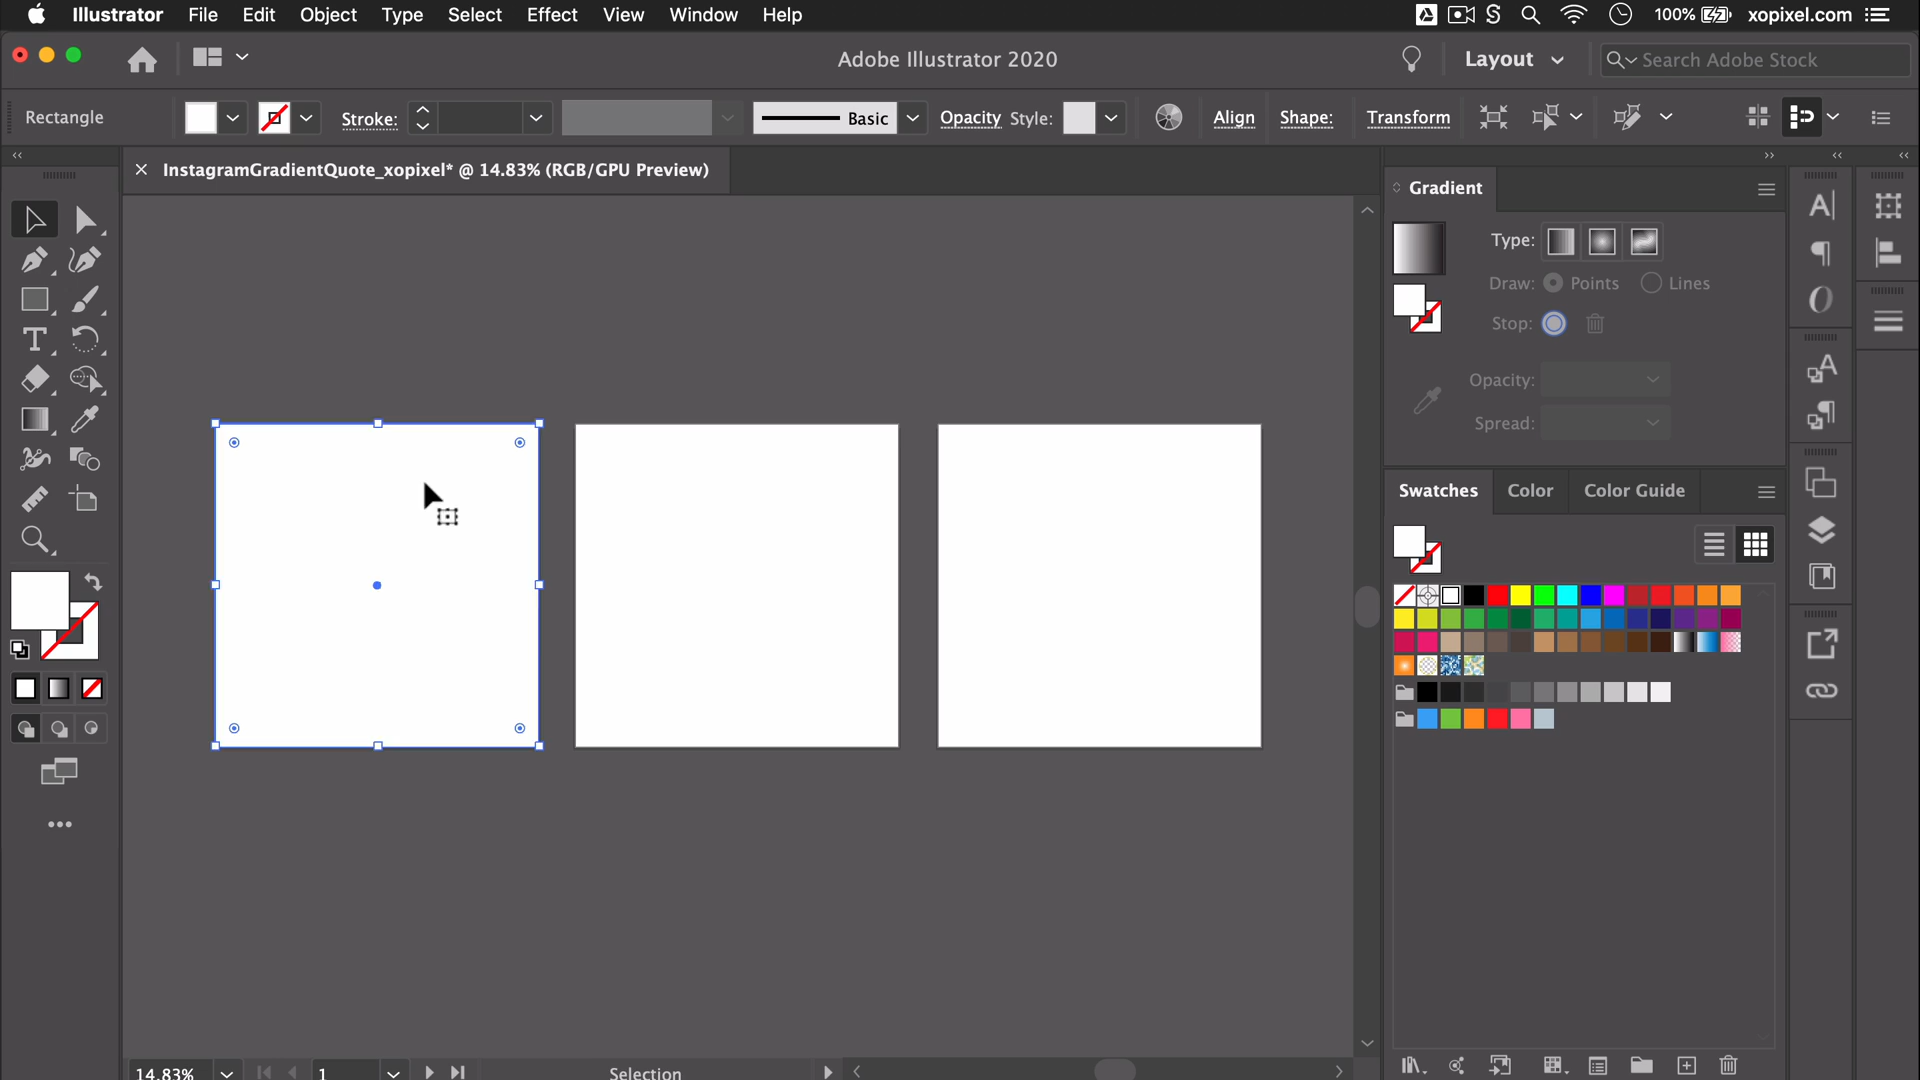 Illustrator File Edit Object Type Select Effect View Window Help 100% xopixel.com
Adobe Illustrator 2020 Layout Search Adobe Stock
Rectangle Stroke: Basic Opacity Style: Align Shape: Transform
InstagramGradientQuote_xopixel* @ 14.83% (RGB/GPU Preview)
Gradient
Type:
Draw: Points Lines
Stop:
Opacity:
Spread:
Swatches Color Color Guide
14.83% 1 Selection